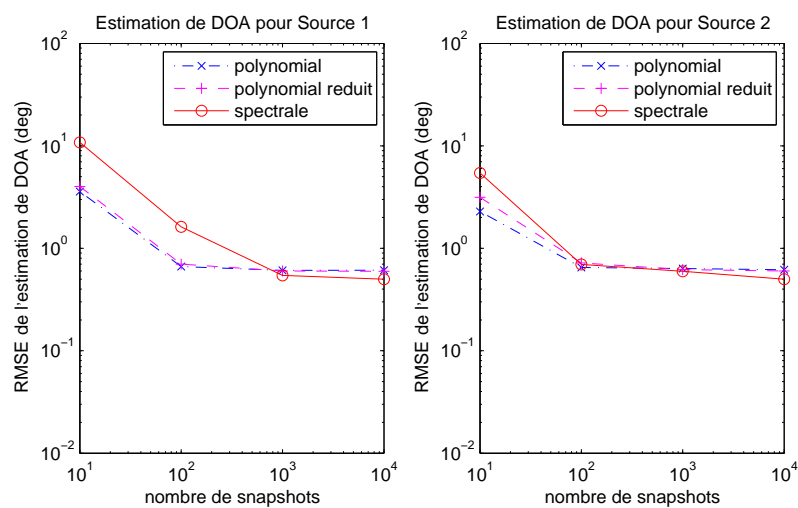 Estimation de DOA pour Source 1
10^2
10^1
10^0
10^-1
10^-2
RMSE de l'estimation de DOA (deg)
polynomial
polynomial reduit
spectrale
10^1 10^2 10^3 10^4
nombre de snapshots
Estimation de DOA pour Source 2
10^2
10^1
10^0
10^-1
10^-2
RMSE de l'estimation de DOA (deg)
polynomial
polynomial reduit
spectrale
10^1 10^2 10^3 10^4
nombre de snapshots